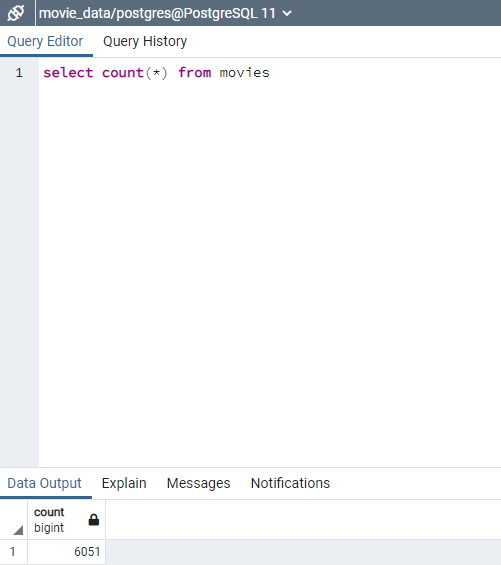 movie_data/postgres@PostgreSQL 11
Query Editor Query History
1 select count(*) from movies
Data Output Explain Messages Notifications
count
bigint
1 6051